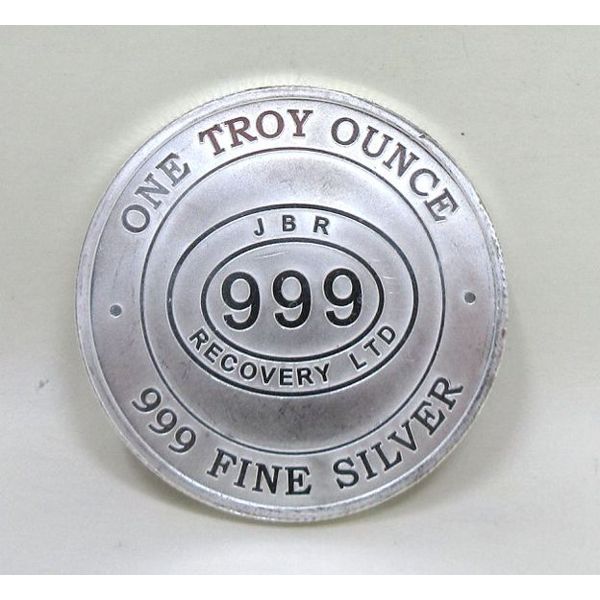 ONE TROY OUNCE
JBR
999
RECOVERY LTD
999 FINE SILVER